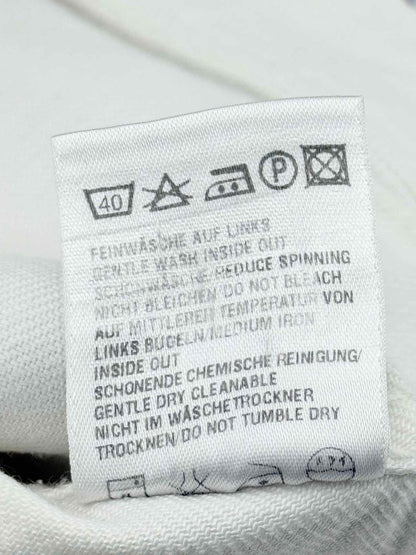 40 P
FEINWÄSCHE AUF LINKS
GENTLE WASH INSIDE OUT
SCHONWÄSCHE/REDUCE SPINNING
NICHT BLEICHEN/DO NOT BLEACH
AUF MITTLERER TEMPERATUR VON
LINKS BÜGELN/MEDIUM IRON
INSIDE OUT
SCHONENDE CHEMISCHE REINIGUNG/
GENTLE DRY CLEANABLE
NICHT IM WÄSCHETROCKNER
TROCKNEN/DO NOT TUMBLE DRY